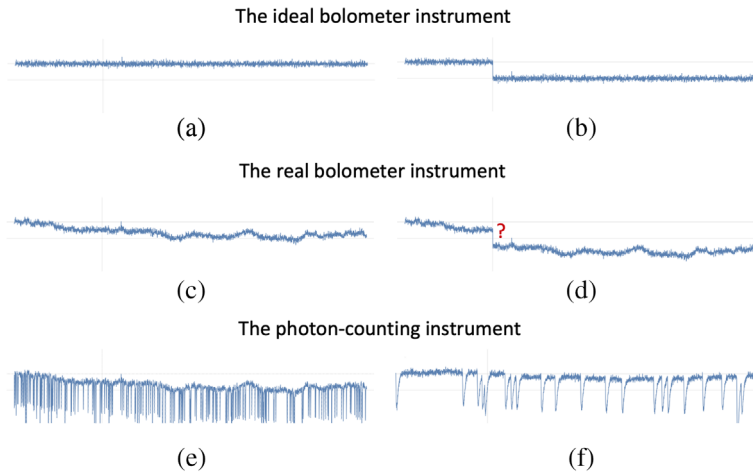 The ideal bolometer instrument
(a) (b)
The real bolometer instrument
?
(c) (d)
The photon-counting instrument
(e) (f)